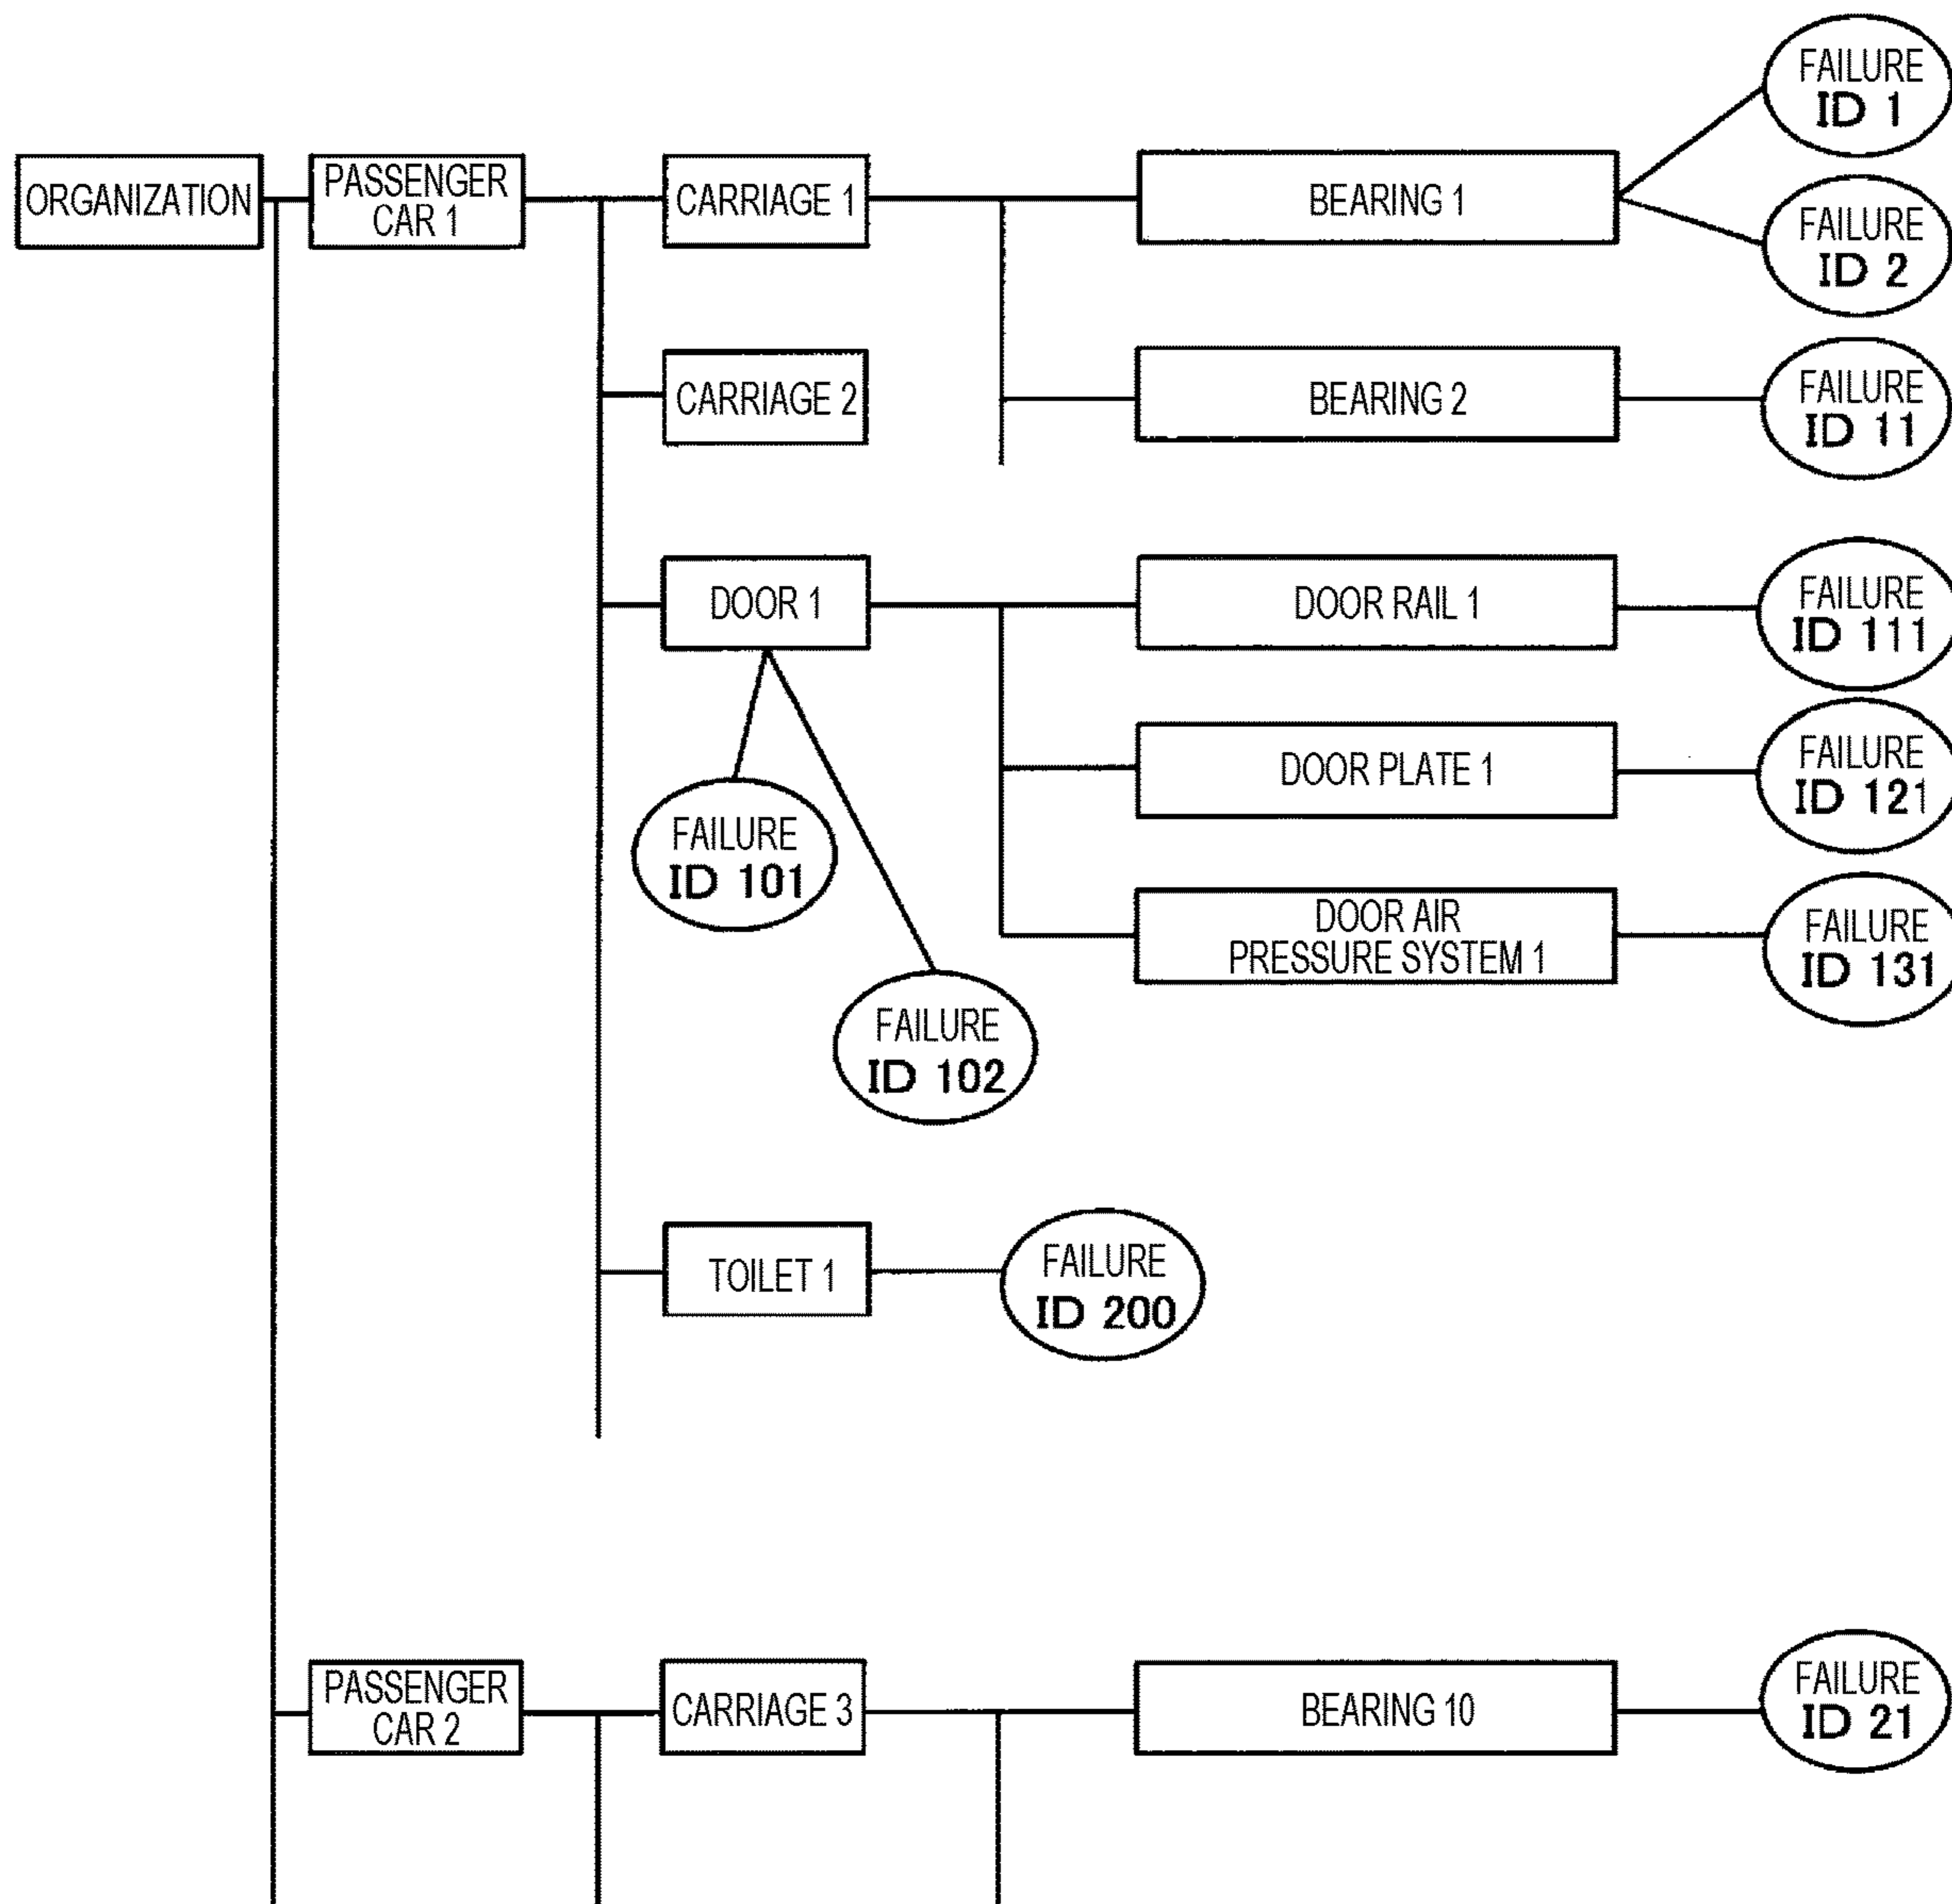 FAILURE
ID 1
ORGANIZATION
PASSENGER
CAR 1
CARRIAGE 1
BEARING 1
FAILURE
ID 2
CARRIAGE 2
BEARING 2
FAILURE
ID 11
DOOR 1
DOOR RAIL 1
FAILURE
ID 111
DOOR PLATE 1
FAILURE
ID 121
FAILURE
ID 101
DOOR AIR
PRESSURE SYSTEM 1
FAILURE
ID 131
FAILURE
ID 102
TOILET 1
FAILURE
ID 200
PASSENGER
CAR 2
CARRIAGE 3
BEARING 10
FAILURE
ID 21